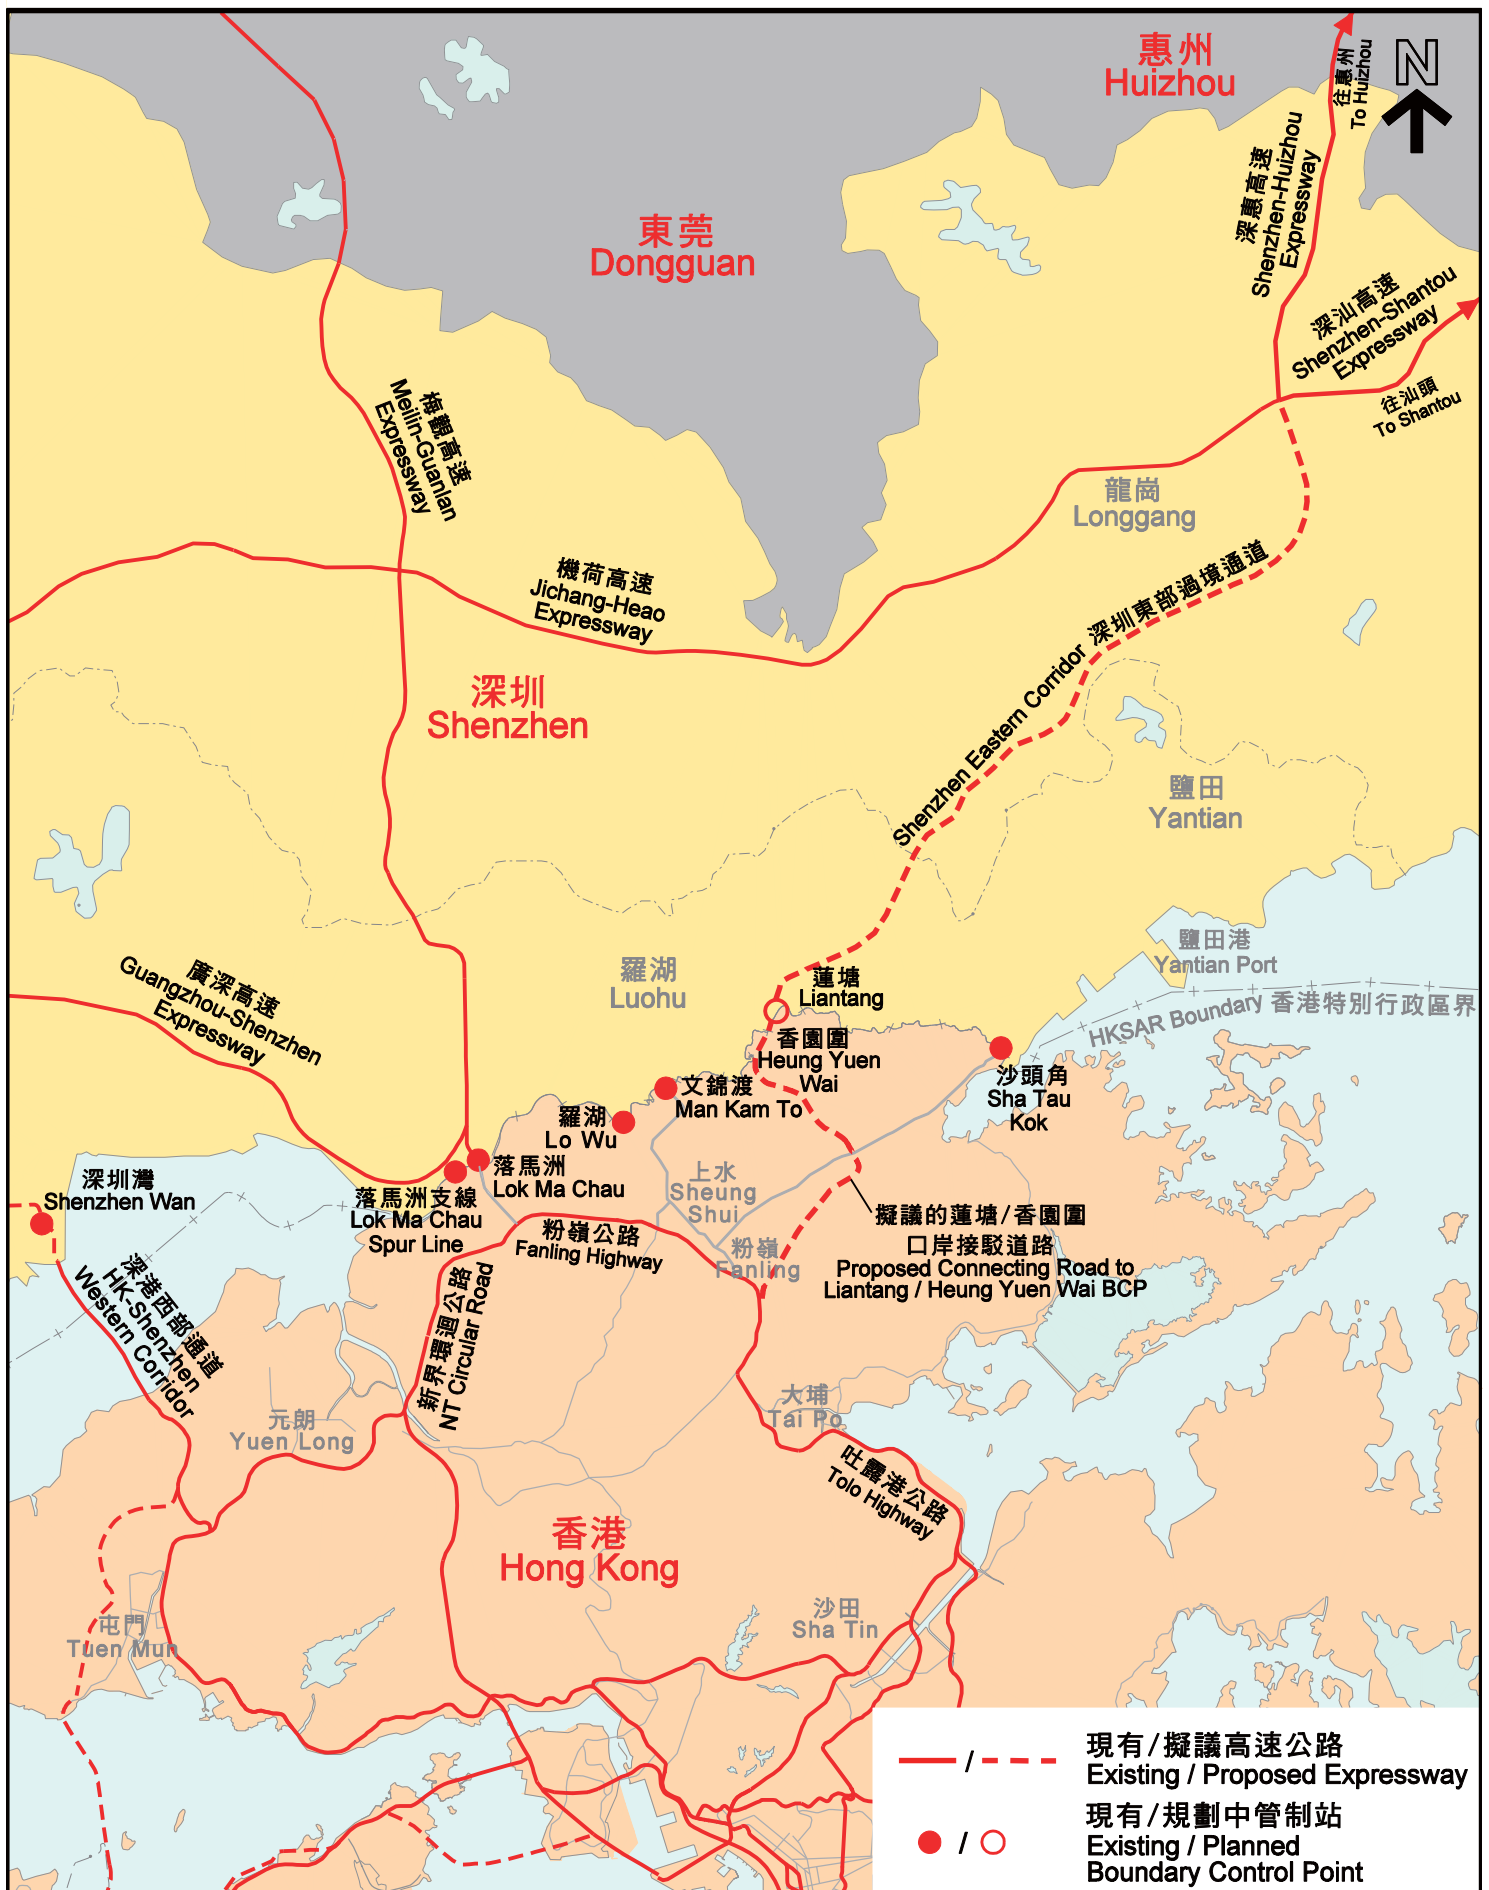 惠州
Huizhou
往惠州
To Huizhou
N
深惠高速
Shenzhen-Huizhou
Expressway
東莞
Dongguan
深汕高速
Shenzhen-Shantou
Expressway
往汕頭
To Shantou
梅觀高速
Meilin-Guanlan
Expressway
龍崗
Longgang
機荷高速
Jichang-Heao
Expressway
Shenzhen Eastern Corridor 深圳東部過境通道
深圳
Shenzhen
鹽田
Yantian
鹽田港
Yantian Port
HKSAR Boundary 香港特別行政區界
廣深高速
Guangzhou-Shenzhen
Expressway
羅湖
Luohu
蓮塘
Liantang
香園圍
Heung Yuen
Wai
沙頭角
Sha Tau
Kok
文錦渡
Man Kam To
羅湖
Lo Wu
落馬洲
Lok Ma Chau
落馬洲支線
Lok Ma Chau
Spur Line
深圳灣
Shenzhen Wan
上水
Sheung
Shui
粉嶺
Fanling
粉嶺公路
Fanling Highway
擬議的蓮塘/香園圍
口岸接駁道路
Proposed Connecting Road to
Liantang / Heung Yuen Wai BCP
深港西部通道
HK-Shenzhen
Western Corridor
新界環迴公路
NT Circular Road
元朗
Yuen Long
大埔
Tai Po
吐露港公路
Tolo Highway
香港
Hong Kong
屯門
Tuen Mun
沙田
Sha Tin
/
現有/擬議高速公路
Existing / Proposed Expressway
/
現有/規劃中管制站
Existing / Planned
Boundary Control Point